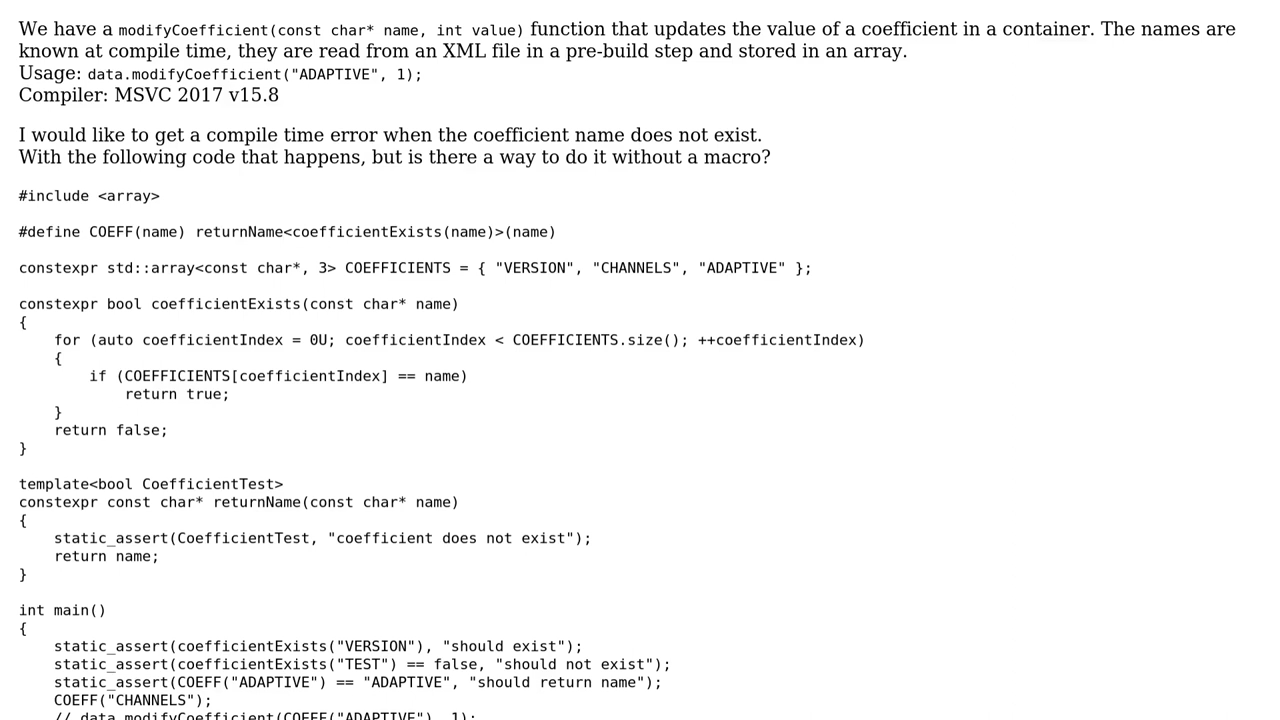 We have a modifyCoefficient(const char* name, int value) function that updates the value of a coefficient in a container. The names are
known at compile time, they are read from an XML file in a pre-build step and stored in an array.
Usage: data.modifyCoefficient("ADAPTIVE", 1);
Compiler: MSVC 2017 v15.8
I would like to get a compile time error when the coefficient name does not exist.
With the following code that happens, but is there a way to do it without a macro?
#include <array>
#define COEFF(name) returnName<coefficientExists(name)>(name)
constexpr std::array<const char*, 3> COEFFICIENTS = { "VERSION", "CHANNELS", "ADAPTIVE" };
constexpr bool coefficientExists(const char* name)
{
    for (auto coefficientIndex = 0U; coefficientIndex < COEFFICIENTS.size(); ++coefficientIndex)
    {
        if (COEFFICIENTS[coefficientIndex] == name)
            return true;
    }
    return false;
}
template<bool CoefficientTest>
constexpr const char* returnName(const char* name)
{
    static_assert(CoefficientTest, "coefficient does not exist");
    return name;
}
int main()
{
    static_assert(coefficientExists("VERSION"), "should exist");
    static_assert(coefficientExists("TEST") == false, "should not exist");
    static_assert(COEFF("ADAPTIVE") == "ADAPTIVE", "should return name");
    COEFF("CHANNELS");
    // data.modifyCoefficient(COEFF("ADAPTIVE"), 1);